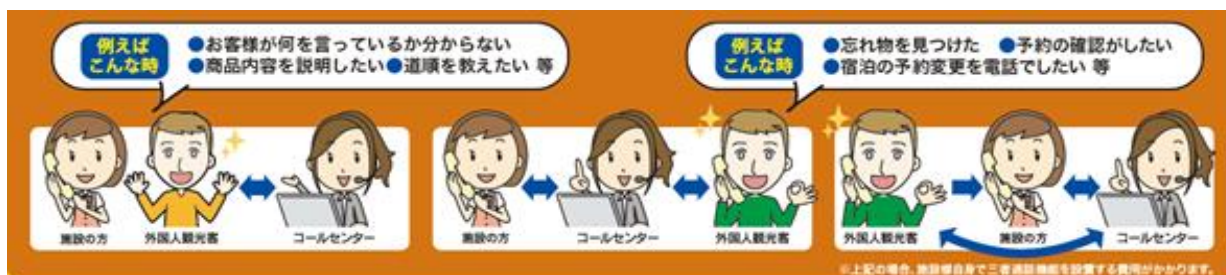 例えば
こんな時
●お客様が何を言っているか分からない
●商品内容を説明したい●道順を教えたい 等
例えば
こんな時
●忘れ物を見つけた ●予約の確認がしたい
●宿泊の予約変更を電話でしたい 等
施設の方
外国人観光客
コールセンター
施設の方
コールセンター
外国人観光客
外国人観光客
施設の方
コールセンター
※上記の場合、施設様自身で三者通話機能を設置する費用がかかります。